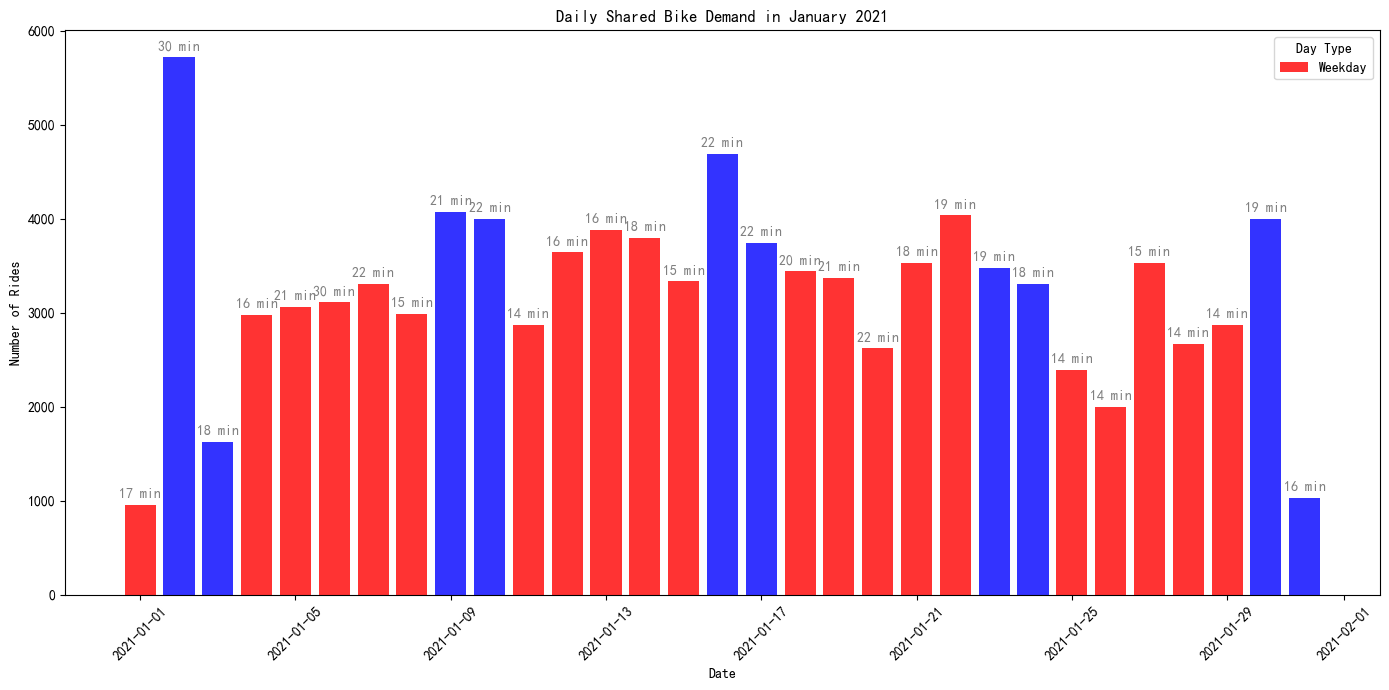 Daily Shared Bike Demand in January 2021
Day Type
Weekday
Number of Rides
6000
5000
4000
3000
2000
1000
0
17 min
30 min
18 min
16 min
21 min
30 min
22 min
15 min
21 min
22 min
14 min
16 min
16 min
18 min
15 min
22 min
22 min
20 min
21 min
22 min
18 min
19 min
19 min
18 min
14 min
14 min
15 min
14 min
14 min
19 min
16 min
2021-01-01
2021-01-05
2021-01-09
2021-01-13
2021-01-17
2021-01-21
2021-01-25
2021-01-29
2021-02-01
Date